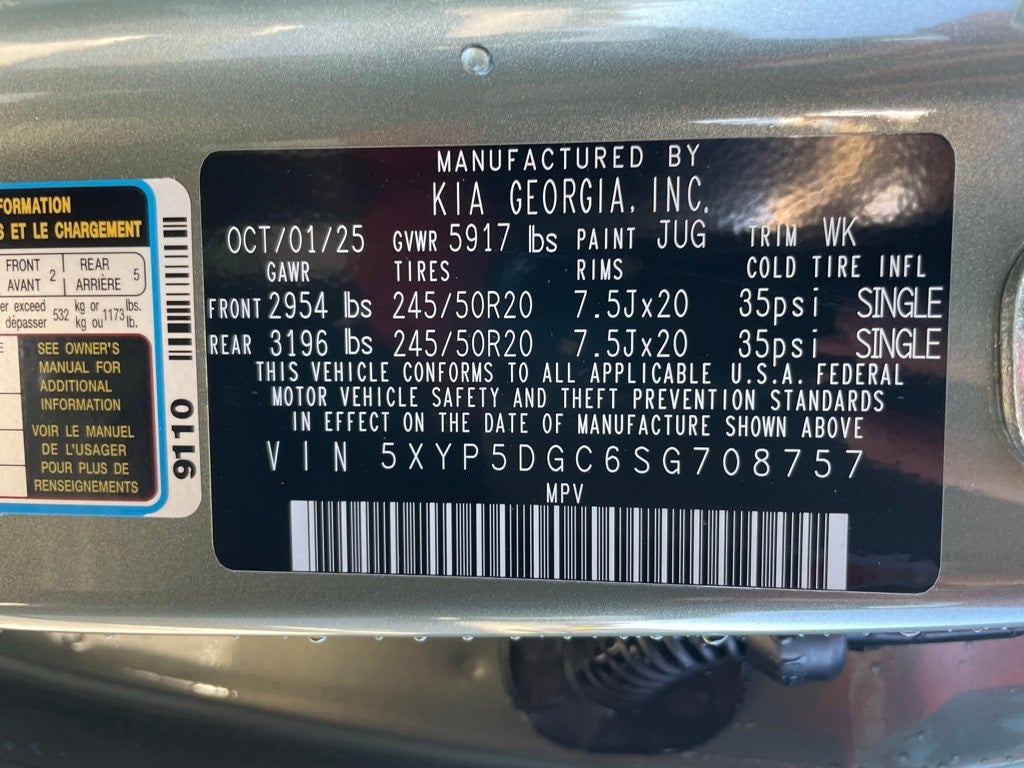 MANUFACTURED BY
KIA GEORGIA, INC.
OCT/01/25 GVWR 5917 lbs PAINT JUG TRIM WK
GAWR TIRES RIMS COLD TIRE INFL
FRONT 2954 lbs 245/50R20 7.5Jx20 35psi SINGLE
REAR 3196 lbs 245/50R20 7.5Jx20 35psi SINGLE
THIS VEHICLE CONFORMS TO ALL APPLICABLE U.S.A. FEDERAL
MOTOR VEHICLE SAFETY AND THEFT PREVENTION STANDARDS
IN EFFECT ON THE DATE OF MANUFACTURE SHOWN ABOVE
VIN 5XYP5DGC6SG708757
MPV
ET LE CHARGEMENT
FRONT 2 REAR 5
AVANT ARRIÈRE
exceed 532 kg or 1173 lbs.
dépasser kg ou lb.
SEE OWNER'S
MANUAL FOR
ADDITIONAL
INFORMATION
VOIR LE MANUEL
DE L'USAGER
POUR PLUS DE
RENSEIGNEMENTS
9110